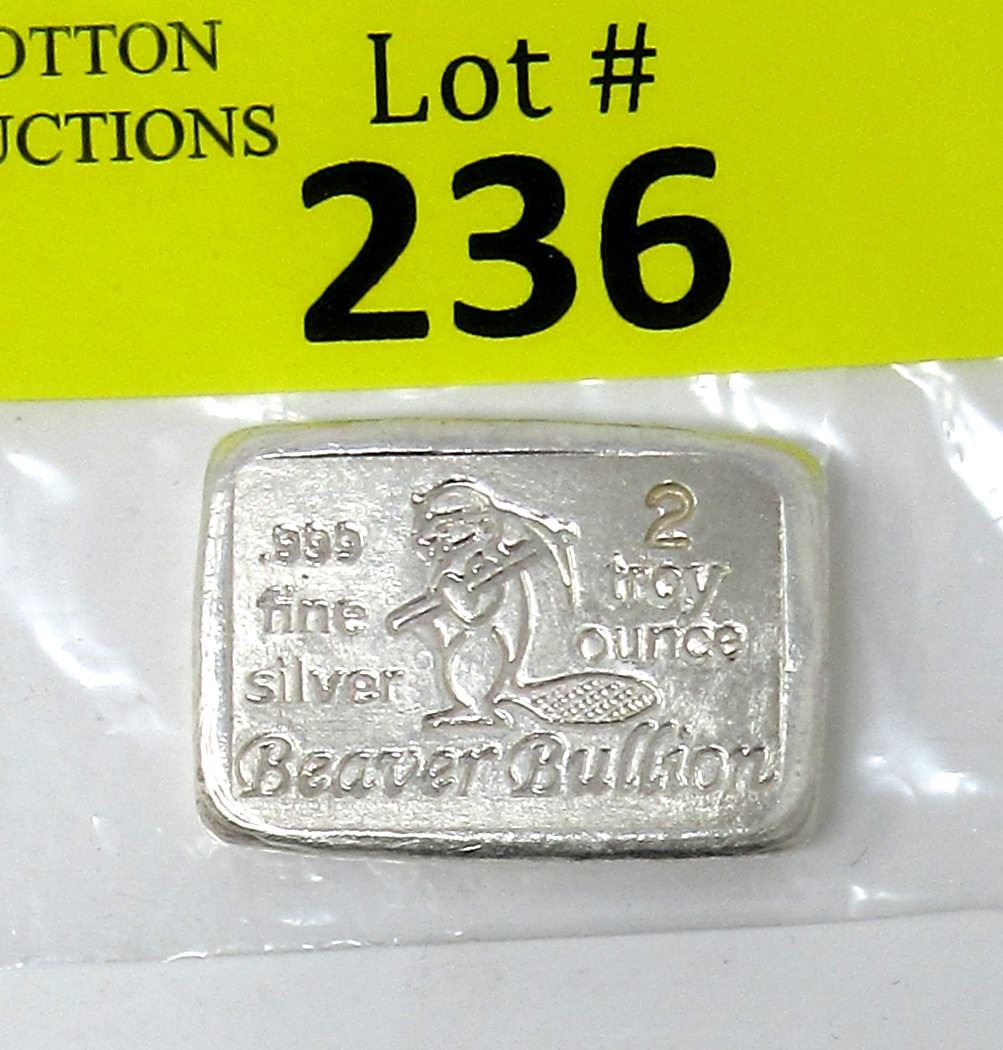 OTTON
UCTIONS
Lot #
236
.999
fine
silver
2
troy
ounce
Beaver Bullion